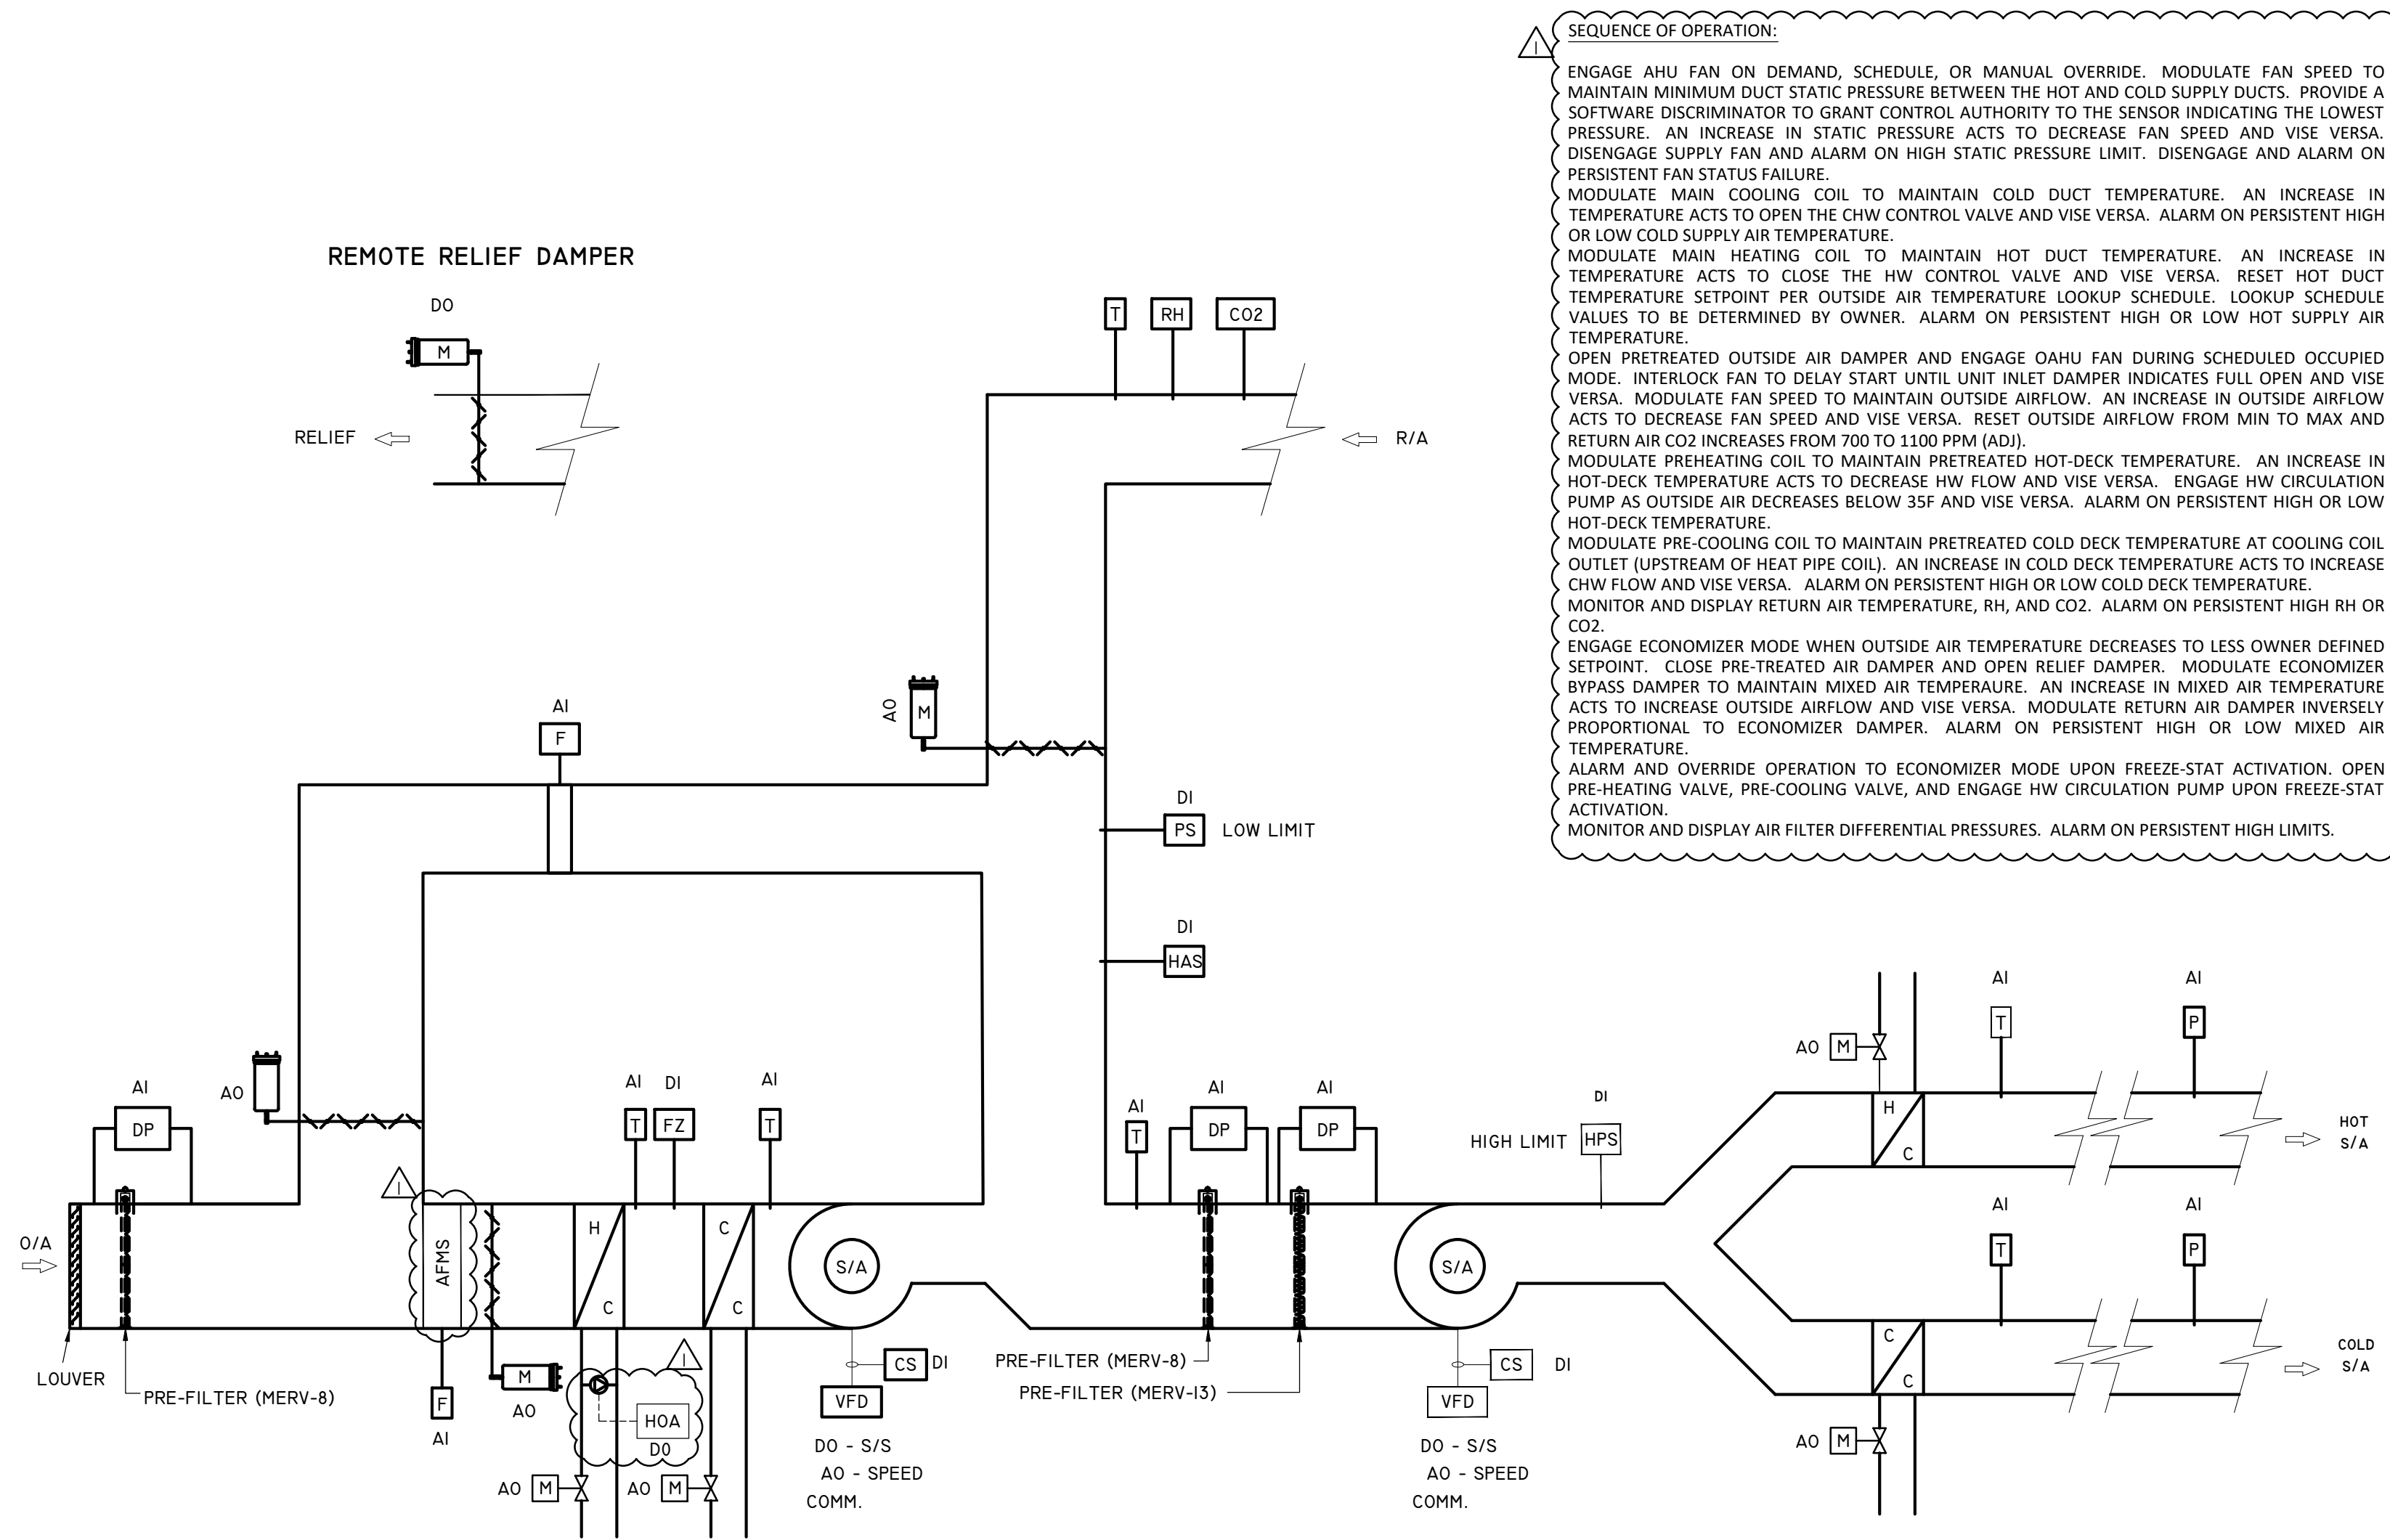 SEQUENCE OF OPERATION:
ENGAGE AHU FAN ON DEMAND, SCHEDULE, OR MANUAL OVERRIDE. MODULATE FAN SPEED TO
MAINTAIN MINIMUM DUCT STATIC PRESSURE BETWEEN THE HOT AND COLD SUPPLY DUCTS. PROVIDE A
SOFTWARE DISCRIMINATOR TO GRANT CONTROL AUTHORITY TO THE SENSOR INDICATING THE LOWEST
PRESSURE. AN INCREASE IN STATIC PRESSURE ACTS TO DECREASE FAN SPEED AND VISE VERSA.
DISENGAGE SUPPLY FAN AND ALARM ON HIGH STATIC PRESSURE LIMIT. DISENGAGE AND ALARM ON
PERSISTENT FAN STATUS FAILURE.
MODULATE MAIN COOLING COIL TO MAINTAIN COLD DUCT TEMPERATURE. AN INCREASE IN
TEMPERATURE ACTS TO OPEN THE CHW CONTROL VALVE AND VISE VERSA. ALARM ON PERSISTENT HIGH
OR LOW COLD SUPPLY AIR TEMPERATURE.
MODULATE MAIN HEATING COIL TO MAINTAIN HOT DUCT TEMPERATURE. AN INCREASE IN
TEMPERATURE ACTS TO CLOSE THE HW CONTROL VALVE AND VISE VERSA. RESET HOT DUCT
TEMPERATURE SETPOINT PER OUTSIDE AIR TEMPERATURE LOOKUP SCHEDULE. LOOKUP SCHEDULE
VALUES TO BE DETERMINED BY OWNER. ALARM ON PERSISTENT HIGH OR LOW HOT SUPPLY AIR
TEMPERATURE.
OPEN PRETREATED OUTSIDE AIR DAMPER AND ENGAGE OAHU FAN DURING SCHEDULED OCCUPIED
MODE. INTERLOCK FAN TO DELAY START UNTIL UNIT INLET DAMPER INDICATES FULL OPEN AND VISE
VERSA. MODULATE FAN SPEED TO MAINTAIN OUTSIDE AIRFLOW. AN INCREASE IN OUTSIDE AIRFLOW
ACTS TO DECREASE FAN SPEED AND VISE VERSA. RESET OUTSIDE AIRFLOW FROM MIN TO MAX AND
RETURN AIR CO2 INCREASES FROM 700 TO 1100 PPM (ADJ).
MODULATE PREHEATING COIL TO MAINTAIN PRETREATED HOT-DECK TEMPERATURE. AN INCREASE IN
HOT-DECK TEMPERATURE ACTS TO DECREASE HW FLOW AND VISE VERSA. ENGAGE HW CIRCULATION
PUMP AS OUTSIDE AIR DECREASES BELOW 35F AND VISE VERSA. ALARM ON PERSISTENT HIGH OR LOW
HOT-DECK TEMPERATURE.
MODULATE PRE-COOLING COIL TO MAINTAIN PRETREATED COLD DECK TEMPERATURE AT COOLING COIL
OUTLET (UPSTREAM OF HEAT PIPE COIL). AN INCREASE IN COLD DECK TEMPERATURE ACTS TO INCREASE
CHW FLOW AND VISE VERSA. ALARM ON PERSISTENT HIGH OR LOW COLD DECK TEMPERATURE.
MONITOR AND DISPLAY RETURN AIR TEMPERATURE, RH, AND CO2. ALARM ON PERSISTENT HIGH RH OR
CO2.
ENGAGE ECONOMIZER MODE WHEN OUTSIDE AIR TEMPERATURE DECREASES TO LESS OWNER DEFINED
SETPOINT. CLOSE PRE-TREATED AIR DAMPER AND OPEN RELIEF DAMPER. MODULATE ECONOMIZER
BYPASS DAMPER TO MAINTAIN MIXED AIR TEMPERAURE. AN INCREASE IN MIXED AIR TEMPERATURE
ACTS TO INCREASE OUTSIDE AIRFLOW AND VISE VERSA. MODULATE RETURN AIR DAMPER INVERSELY
PROPORTIONAL TO ECONOMIZER DAMPER. ALARM ON PERSISTENT HIGH OR LOW MIXED AIR
TEMPERATURE.
ALARM AND OVERRIDE OPERATION TO ECONOMIZER MODE UPON FREEZE-STAT ACTIVATION. OPEN
PRE-HEATING VALVE, PRE-COOLING VALVE, AND ENGAGE HW CIRCULATION PUMP UPON FREEZE-STAT
ACTIVATION.
MONITOR AND DISPLAY AIR FILTER DIFFERENTIAL PRESSURES. ALARM ON PERSISTENT HIGH LIMITS.
1
REMOTE RELIEF DAMPER
DO
M
RELIEF
T
RH
CO2
R/A
AO
M
AI
F
DI
PS
LOW LIMIT
DI
HAS
AO
AI
DP
AI
T
DI
FZ
AI
T
AI
T
AI
DP
AI
DP
DI
HIGH LIMIT
HPS
AO
M
AI
T
AI
P
H
C
HOT
S/A
AI
T
AI
P
C
C
COLD
S/A
AO
M
O/A
LOUVER
PRE-FILTER (MERV-8)
1
AFMS
F
AI
H
C
C
C
S/A
M
AO
1
HOA
DO
AO
M
AO
M
CS
DI
VFD
DO - S/S
AO - SPEED
COMM.
PRE-FILTER (MERV-8)
PRE-FILTER (MERV-13)
S/A
CS
DI
VFD
DO - S/S
AO - SPEED
COMM.